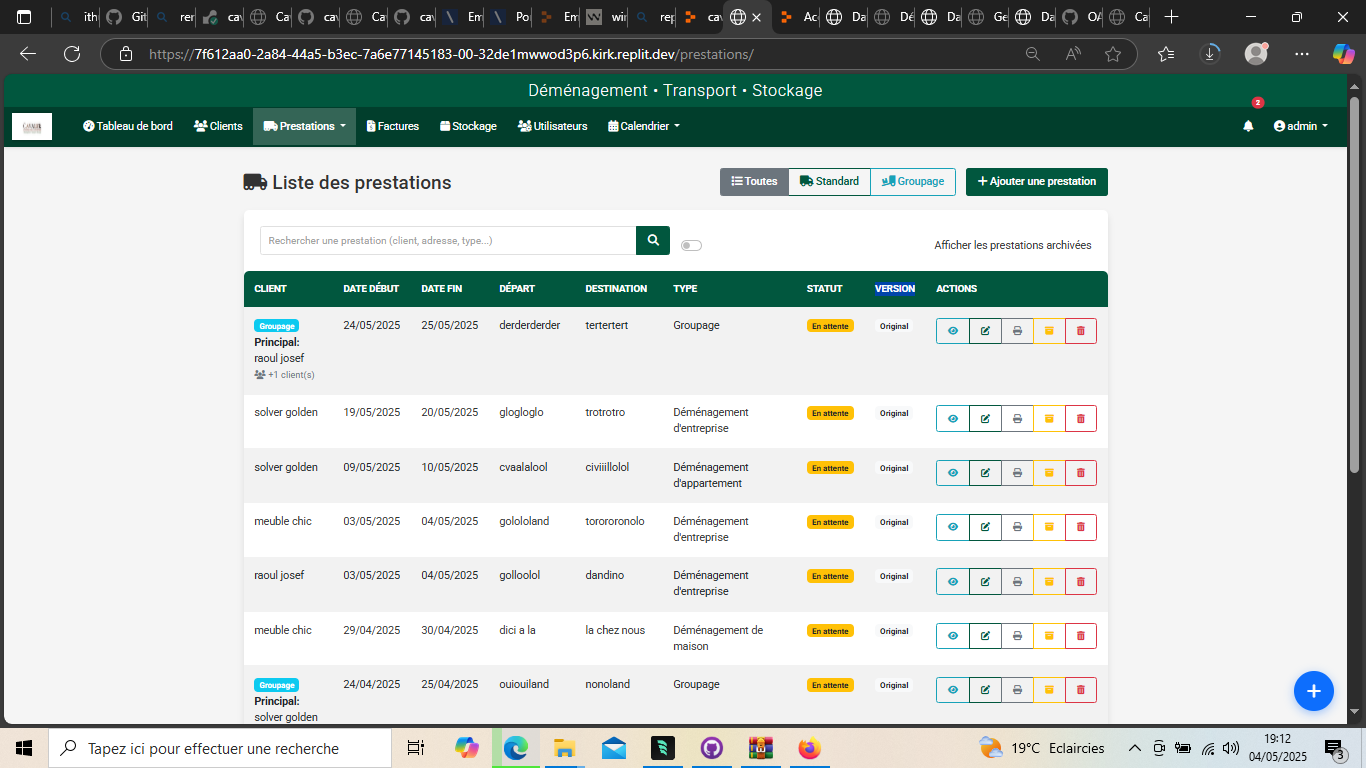 ith
Git
rer
cav
Ca
cav
Ca
cav
Em
Po
Em
wir
rep
cav
Ac
Da
Dé
Da
Ge
Da
OA
Ca
https://7f612aa0-2a84-44a5-b3ec-7a6e77145183-00-32de1mwwod3p6.kirk.replit.dev/prestations/
Déménagement • Transport • Stockage
CAVALIER
Tableau de bord
Clients
Prestations
Factures
Stockage
Utilisateurs
Calendrier
2
admin
Liste des prestations
Toutes
Standard
Groupage
Ajouter une prestation
Rechercher une prestation (client, adresse, type...)
Afficher les prestations archivées
CLIENT DATE DÉBUT DATE FIN DÉPART DESTINATION TYPE STATUT VERSION ACTIONS
Groupage 24/05/2025 25/05/2025 derderderder tertertert Groupage En attente Original
Principal:
raoul josef
+1 client(s)
solver golden 19/05/2025 20/05/2025 glogloglo trotrotro Déménagement En attente Original
d'entreprise
solver golden 09/05/2025 10/05/2025 cvaalalool civiiillolol Déménagement En attente Original
d'appartement
meuble chic 03/05/2025 04/05/2025 golololand torororonolo Déménagement En attente Original
d'entreprise
raoul josef 03/05/2025 04/05/2025 golloolol dandino Déménagement En attente Original
d'entreprise
meuble chic 29/04/2025 30/04/2025 dici a la la chez nous Déménagement de En attente Original
maison
Groupage 24/04/2025 25/04/2025 ouiouiland nonoland Groupage En attente Original
Principal:
solver golden
Tapez ici pour effectuer une recherche
19°C Eclaircies
19:12
04/05/2025
3